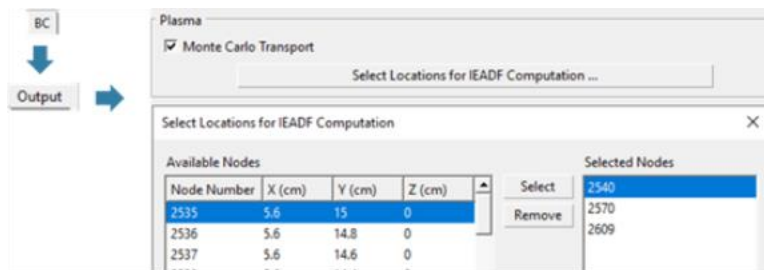 BC
Output
Plasma
Monte Carlo Transport
Select Locations for IEADF Computation ...
Select Locations for IEADF Computation
Available Nodes
Node Number X (cm) Y (cm) Z (cm)
2535 5.6 15 0
2536 5.6 14.8 0
2537 5.6 14.6 0
Select
Remove
Selected Nodes
2540
2570
2609